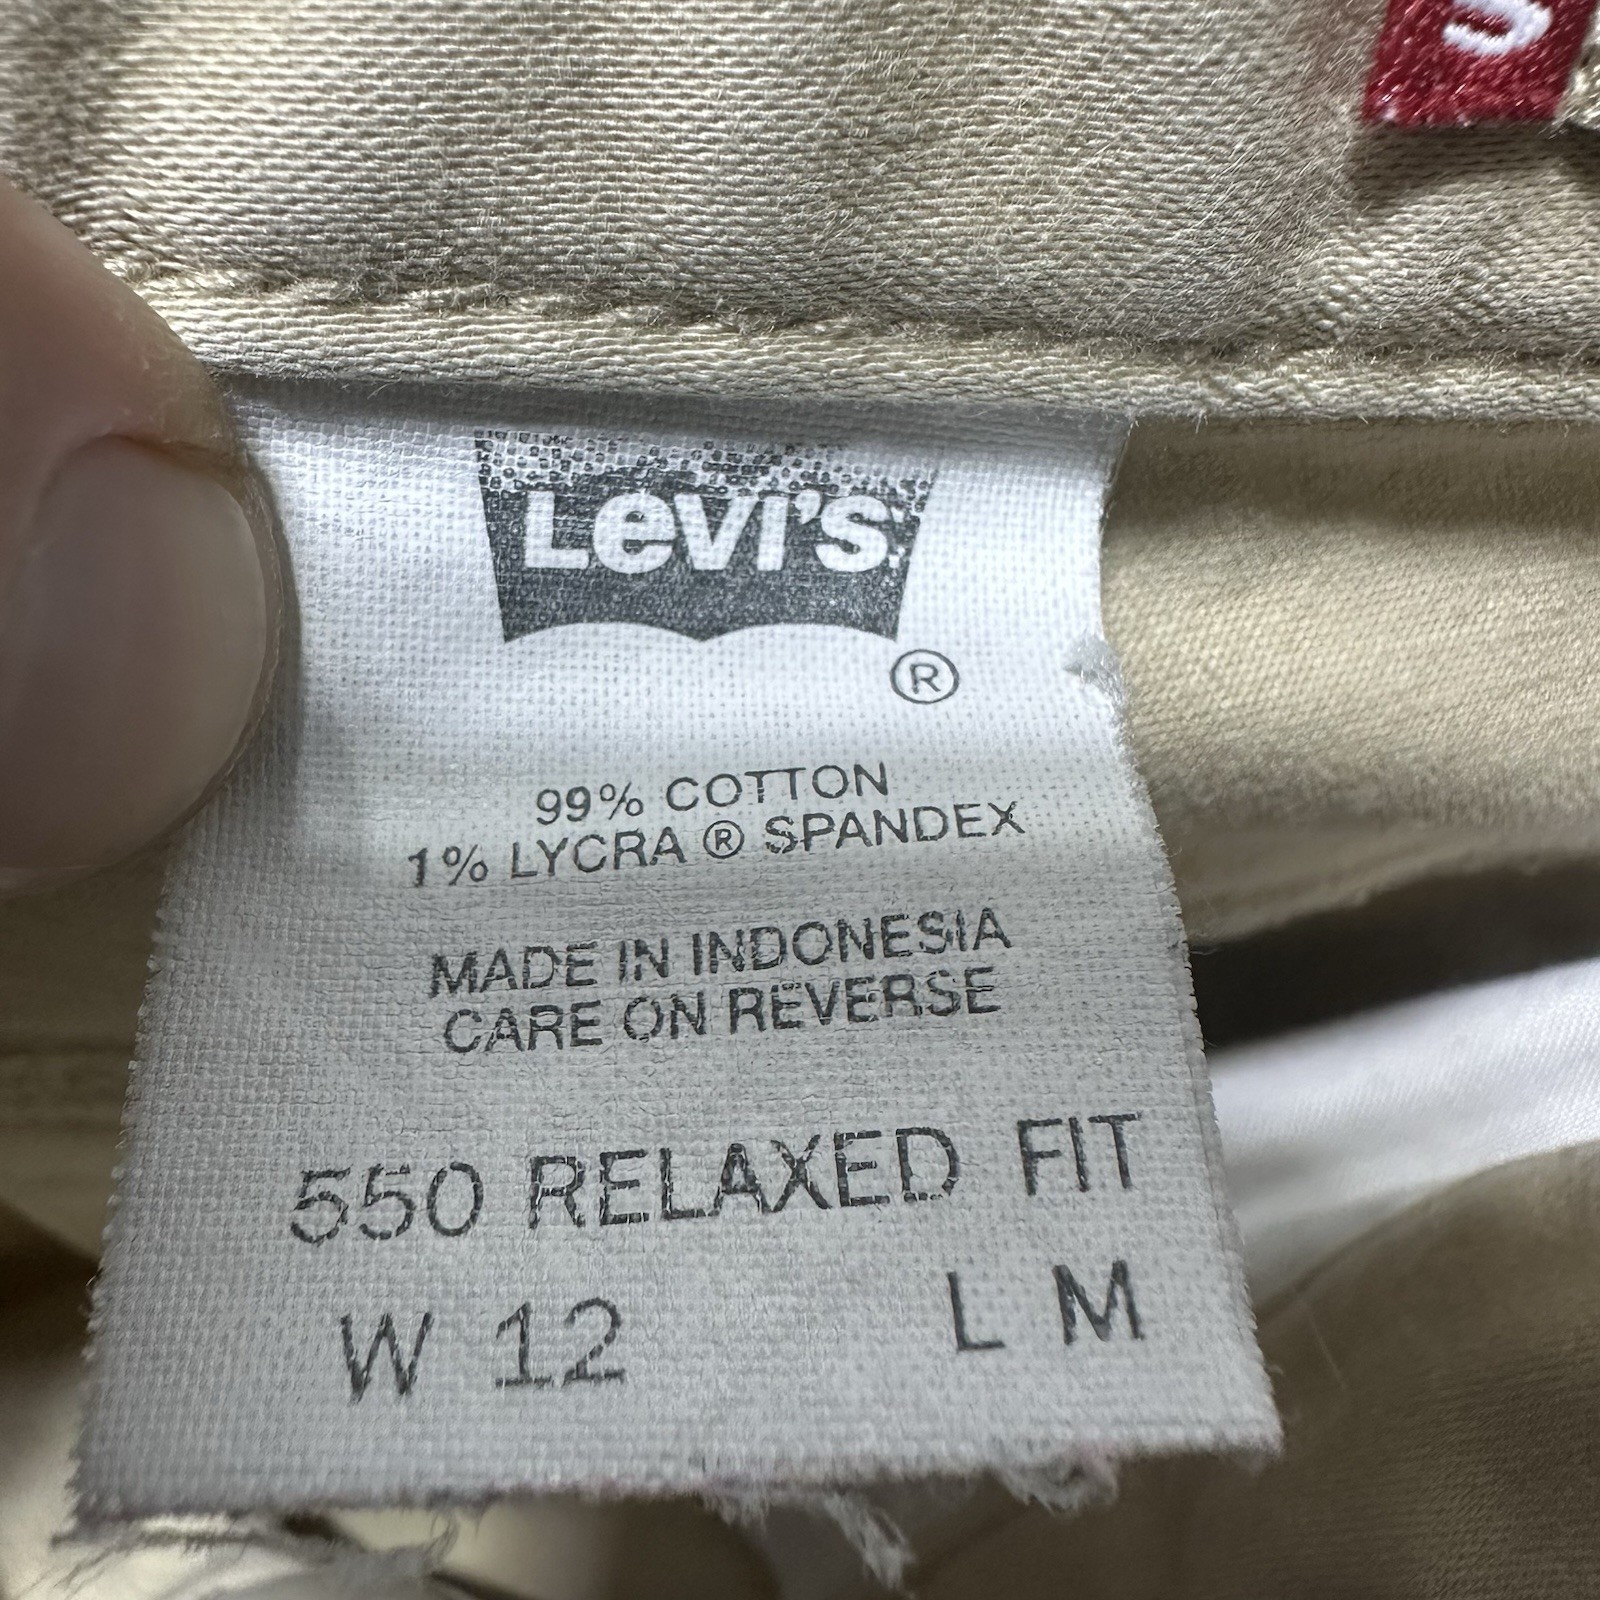 S
Levi's
®
99% COTTON
1% LYCRA ® SPANDEX
MADE IN INDONESIA
CARE ON REVERSE
550 RELAXED FIT
W 12 L M